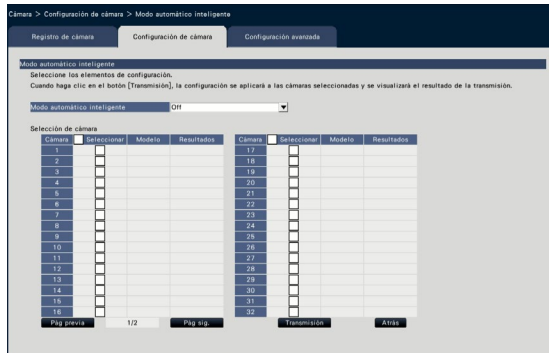 Cámara > Configuración de cámara > Modo automático inteligente
Registro de cámara Configuración de cámara Configuración avanzada
Modo automático inteligente
Seleccione los elementos de configuración.
Cuando haga clic en el botón [Transmisión], la configuración se aplicará a las cámaras seleccionadas y se visualizará el resultado de la transmisión.
Modo automático inteligente Off
Selección de cámara
Cámara Seleccionar Modelo Resultados Cámara Seleccionar Modelo Resultados
1 17
2 18
3 19
4 20
5 21
6 22
7 23
8 24
9 25
10 26
11 27
12 28
13 29
14 30
15 31
16 32
Pàg previa 1/2 Pàg sig. Transmisión Atrás